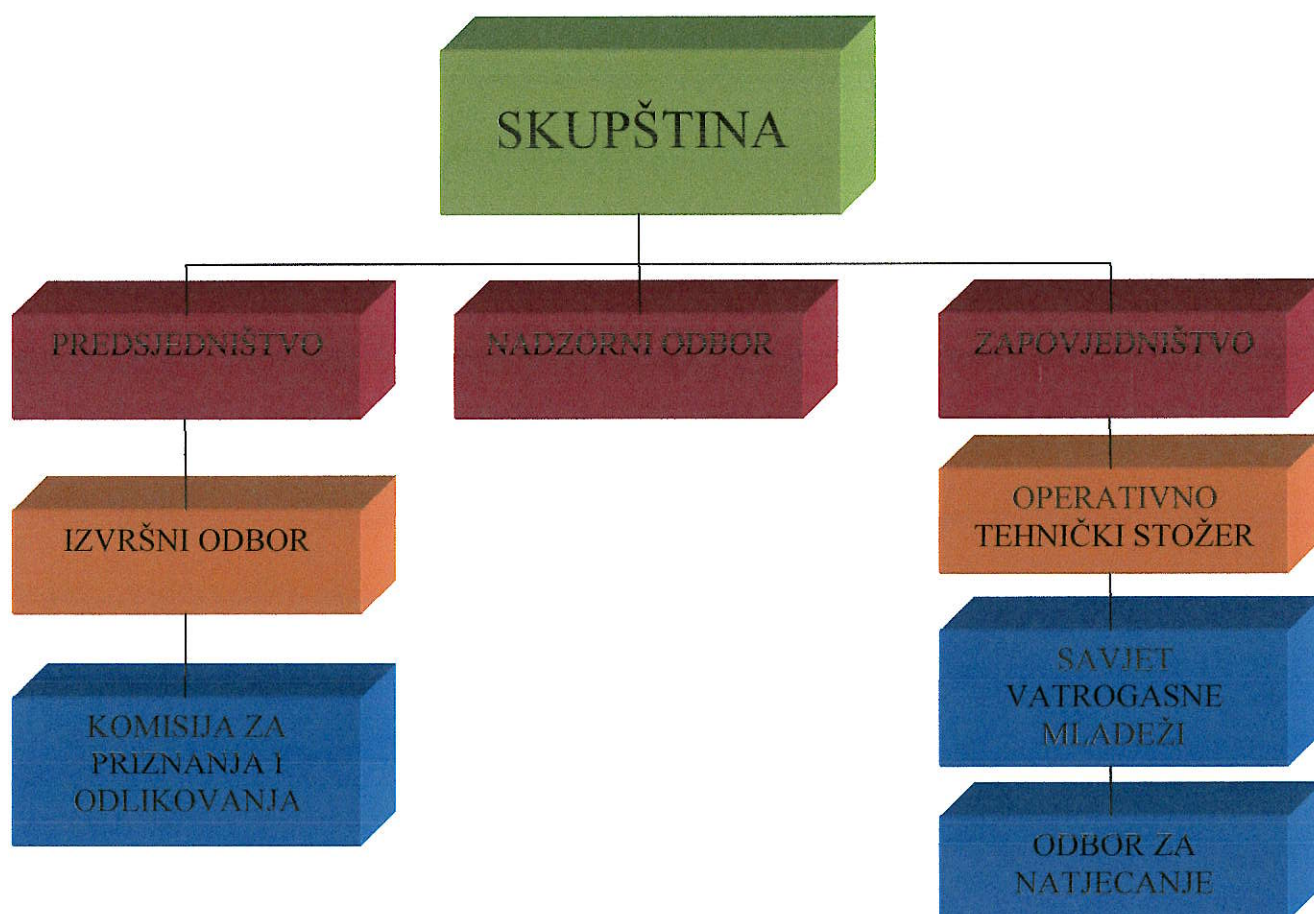 SKUPŠTINA
PREDSJEDNIŠTVO
NADZORNI ODBOR
ZAPOVJEDNIŠTVO
IZVRŠNI ODBOR
OPERATIVNO
TEHNIČKI STOŽER
KOMISIJA ZA
PRIZNANJA I
ODLIKOVANJA
SAVJET
VATROGASNE
MLADEŽI
ODBOR ZA
NATJECANJE